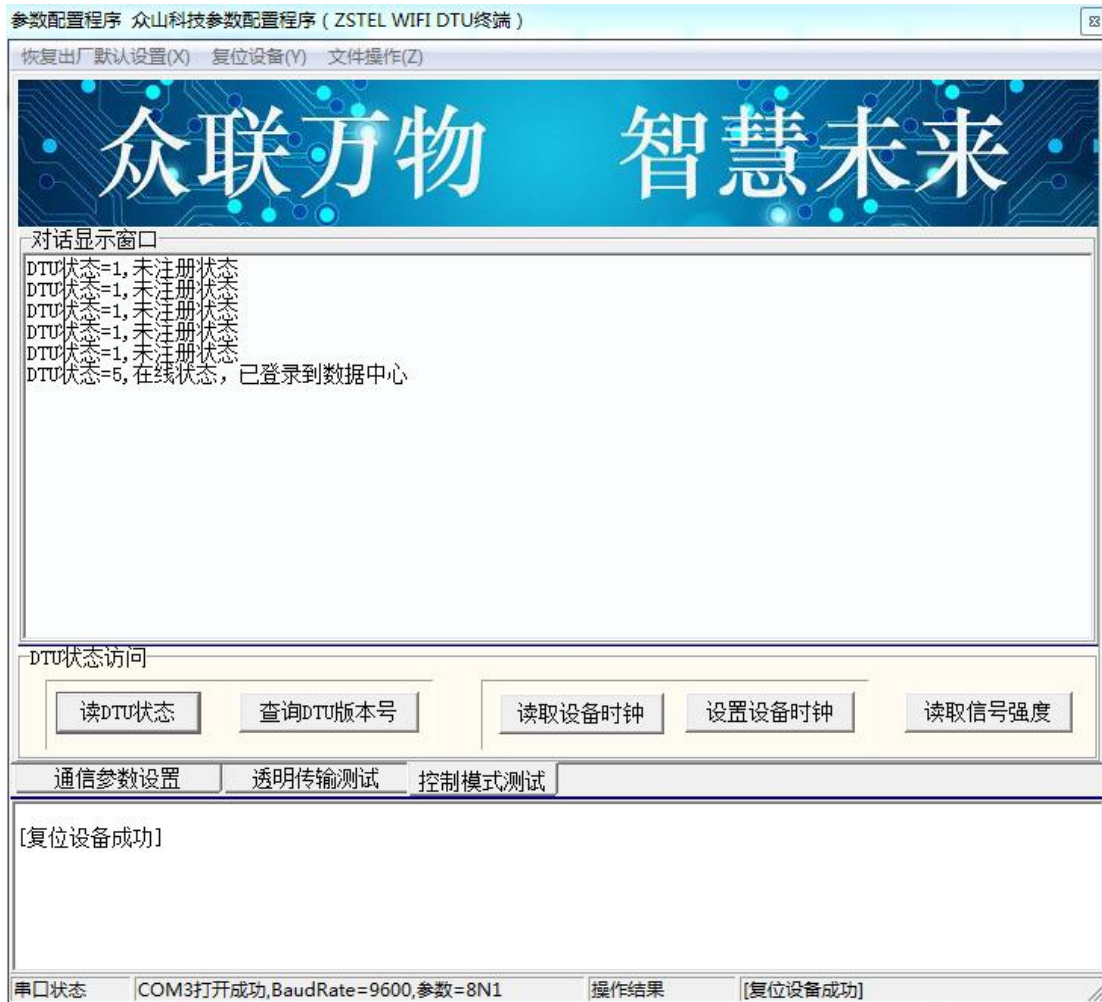 参数配置程序 众山科技参数配置程序 ( ZSTEL WIFI DTU终端 )
恢复出厂默认设置(X) 复位设备(Y) 文件操作(Z)
众联万物 智慧未来
对话显示窗口
DTU状态=1,未注册状态
DTU状态=1,未注册状态
DTU状态=1,未注册状态
DTU状态=1,未注册状态
DTU状态=1,未注册状态
DTU状态=5,在线状态，已登录到数据中心
DTU状态访问
读DTU状态 查询DTU版本号 读取设备时钟 设置设备时钟 读取信号强度
通信参数设置 透明传输测试 控制模式测试
[复位设备成功]
串口状态 COM3打开成功,BaudRate=9600,参数=8N1 操作结果 [复位设备成功]